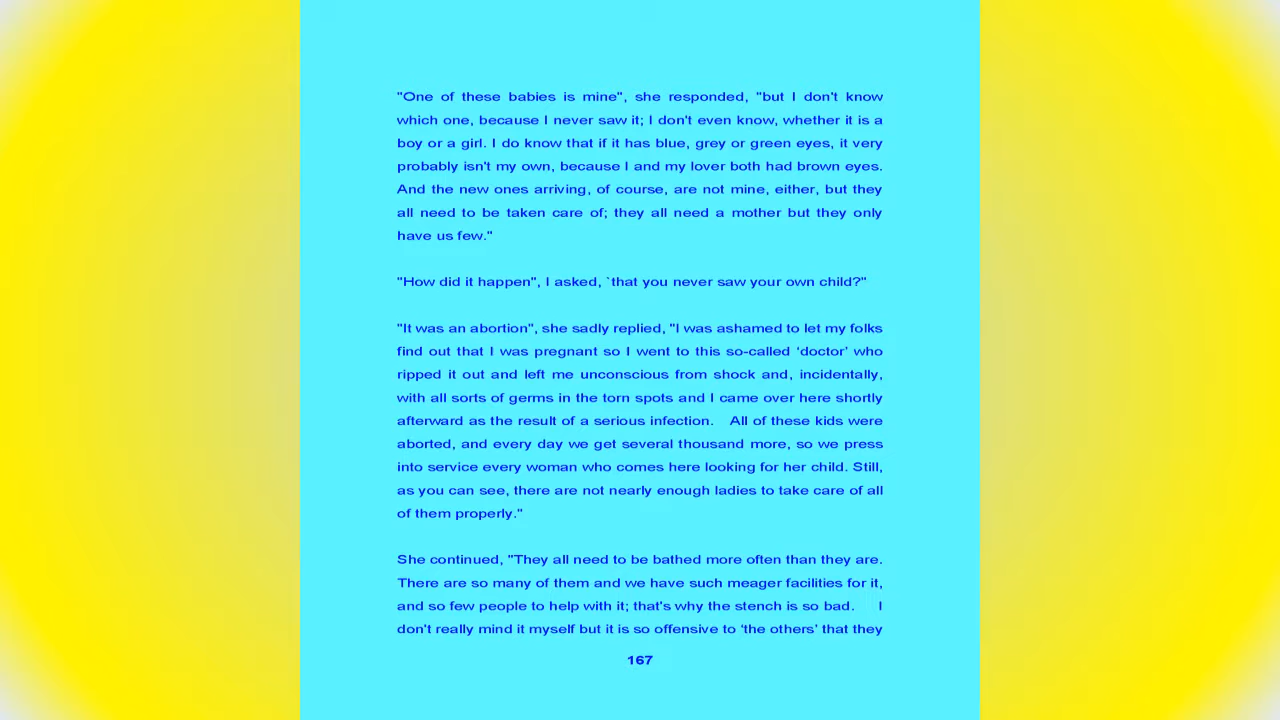 "One of these babies is mine", she responded, "but I don't know
which one, because I never saw it; I don't even know, whether it is a
boy or a girl. I do know that if it has blue, grey or green eyes, it very
probably isn't my own, because I and my lover both had brown eyes.
And the new ones arriving, of course, are not mine, either, but they
all need to be taken care of; they all need a mother but they only
have us few."
"How did it happen", I asked, `that you never saw your own child?"
"It was an abortion", she sadly replied, "I was ashamed to let my folks
find out that I was pregnant so I went to this so-called ‘doctor’ who
ripped it out and left me unconscious from shock and, incidentally,
with all sorts of germs in the torn spots and I came over here shortly
afterward as the result of a serious infection. All of these kids were
aborted, and every day we get several thousand more, so we press
into service every woman who comes here looking for her child. Still,
as you can see, there are not nearly enough ladies to take care of all
of them properly."
She continued, "They all need to be bathed more often than they are.
There are so many of them and we have such meager facilities for it,
and so few people to help with it; that's why the stench is so bad. I
don't really mind it myself but it is so offensive to ‘the others’ that they
167